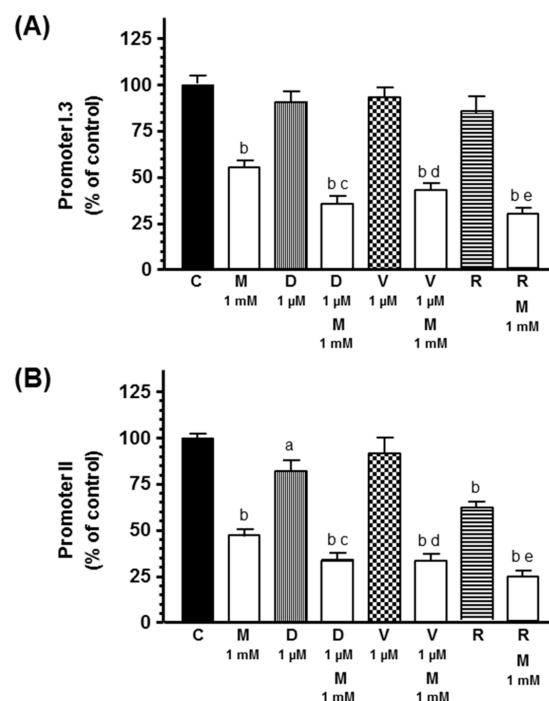 (A)
Promoter I.3
(% of control)
125
100
75
50
25
0
b
b c
b d
b e
C M D D V V R R
1 mM 1 µM 1 µM 1 µM 1 µM M
M M 1 mM
1 mM 1 mM
(B)
Promoter II
(% of control)
125
100
75
50
25
0
b
a
b c
b d
b
b e
C M D D V V R R
1 mM 1 µM 1 µM 1 µM 1 µM M
M M 1 mM
1 mM 1 mM